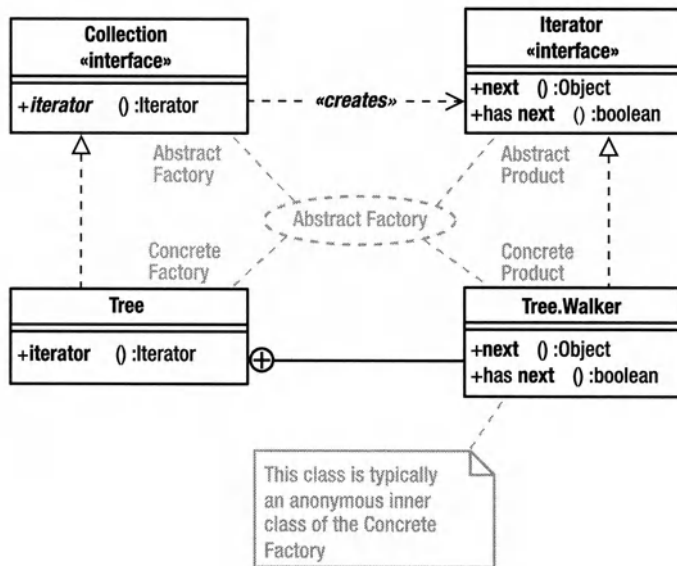 Collection
«interface»
+iterator () :Iterator
«creates»
Iterator
«interface»
+next () :Object
+has next () :boolean
Abstract
Factory
Abstract
Product
Abstract Factory
Concrete
Factory
Concrete
Product
Tree
+iterator () :Iterator
Tree.Walker
+next () :Object
+has next () :boolean
This class is typically
an anonymous inner
class of the Concrete
Factory